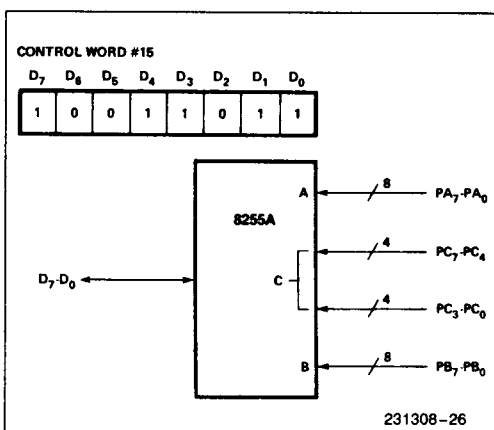 CONTROL WORD #15
D7 D6 D5 D4 D3 D2 D1 D0
1 0 0 1 1 0 1 1
A 8 PA7-PA0
8255A
4 PC7-PC4
D7-D0 C
4 PC3-PC0
B 8 PB7-PB0
231308-26